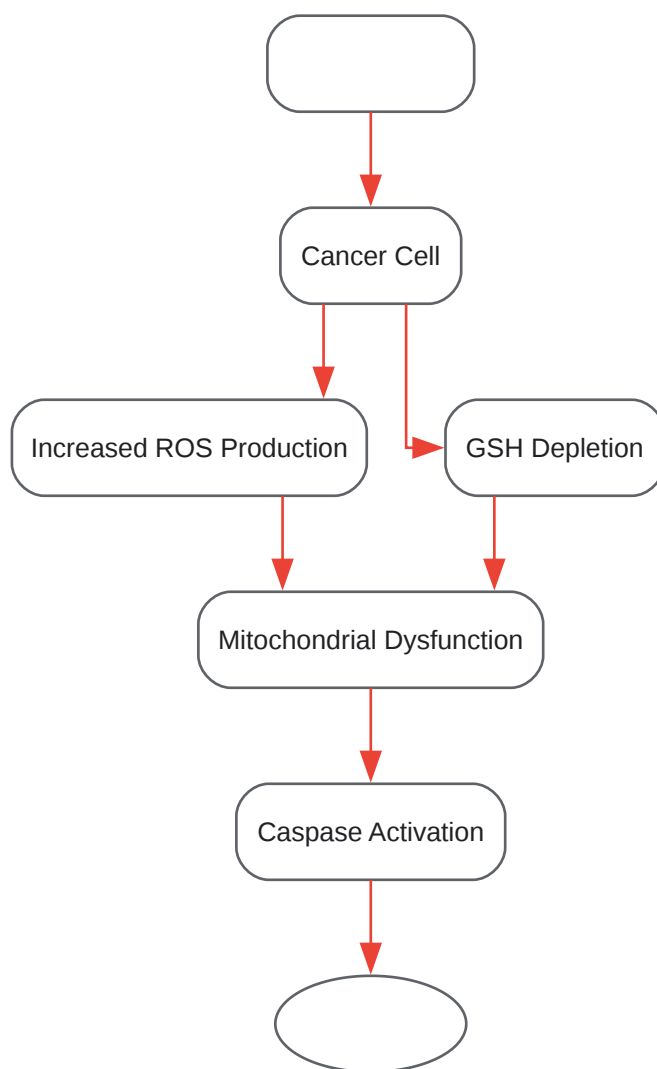 Cancer Cell
Increased ROS Production
GSH Depletion
Mitochondrial Dysfunction
Caspase Activation